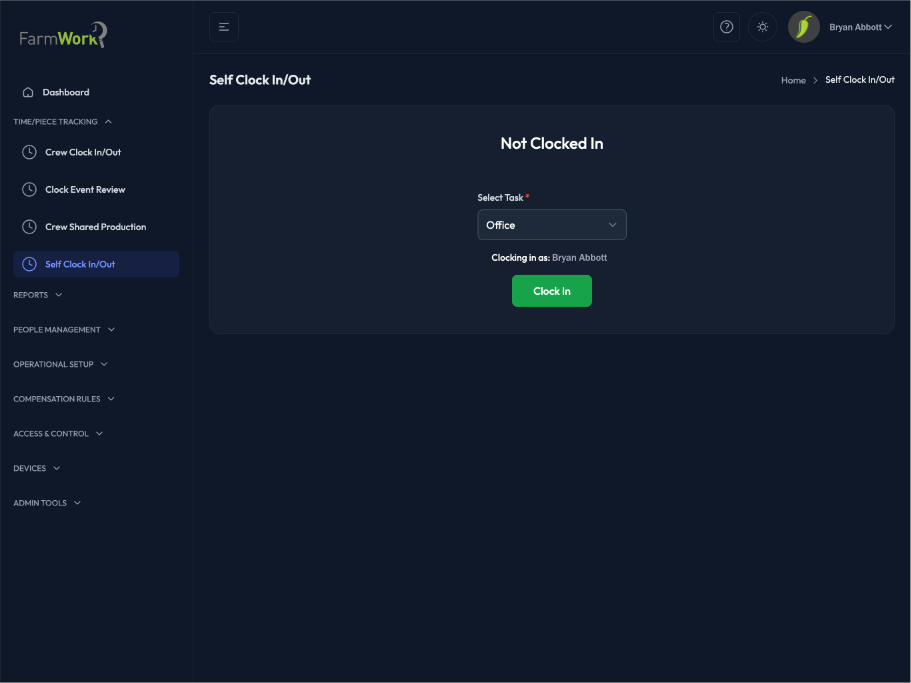 FarmWork
Bryan Abbott
Dashboard
TIME/PIECE TRACKING
Crew Clock In/Out
Clock Event Review
Crew Shared Production
Self Clock In/Out
REPORTS
PEOPLE MANAGEMENT
OPERATIONAL SETUP
COMPENSATION RULES
ACCESS & CONTROL
DEVICES
ADMIN TOOLS
Self Clock In/Out
Home > Self Clock In/Out
Not Clocked In
Select Task *
Office
Clocking in as: Bryan Abbott
Clock In